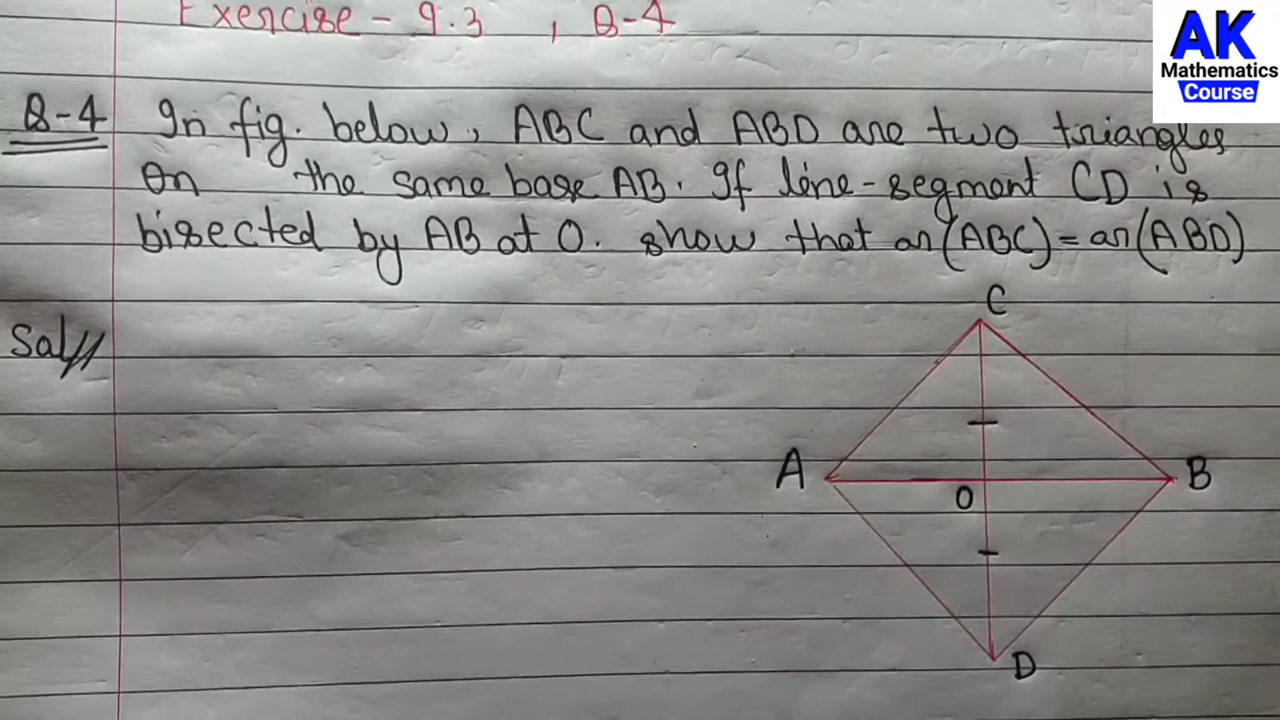 Exercise - 9.3 , Q-4
AK
Mathematics
Course
Q-4 In fig. below, ABC and ABD are two triangles
on the same base AB. If line-segment CD is
bisected by AB at O. show that ar(ABC) = ar(ABD)
Sol//
C
A
B
O
D